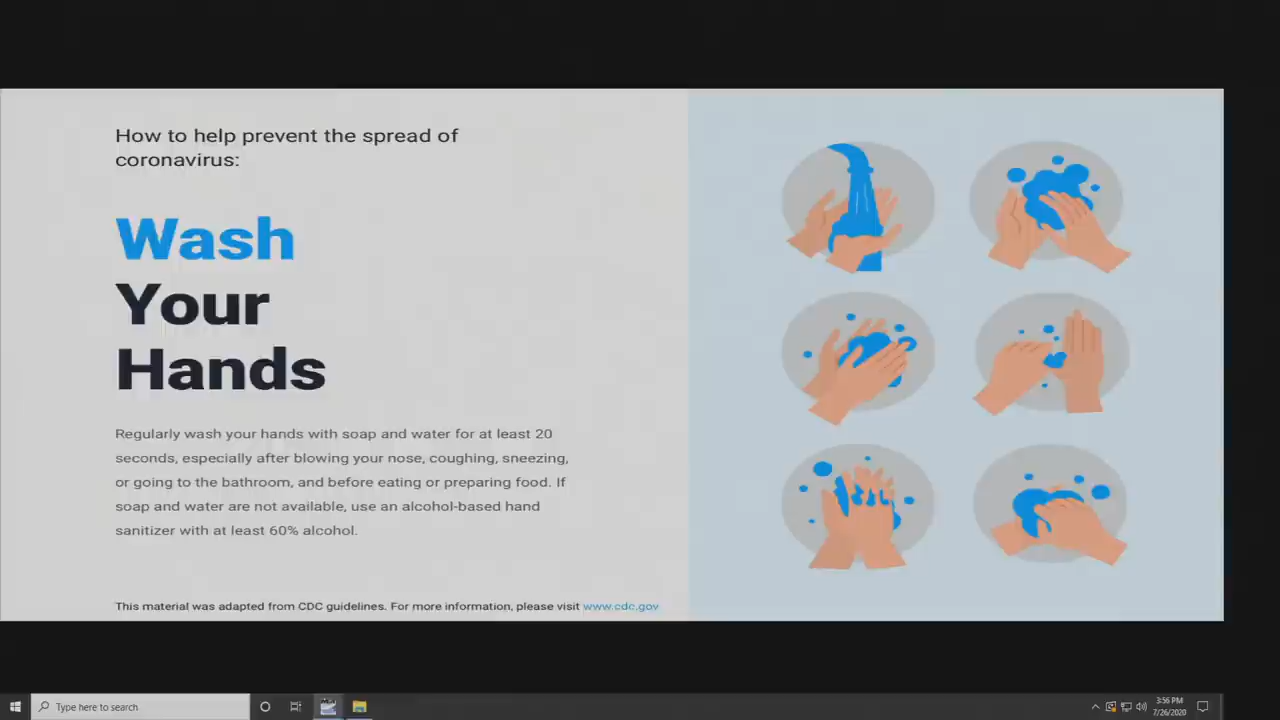 How to help prevent the spread of
coronavirus:
Wash
Your
Hands
Regularly wash your hands with soap and water for at least 20
seconds, especially after blowing your nose, coughing, sneezing,
or going to the bathroom, and before eating or preparing food. If
soap and water are not available, use an alcohol-based hand
sanitizer with at least 60% alcohol.
This material was adapted from CDC guidelines. For more information, please visit www.cdc.gov
Type here to search
3:56 PM
7/26/2020